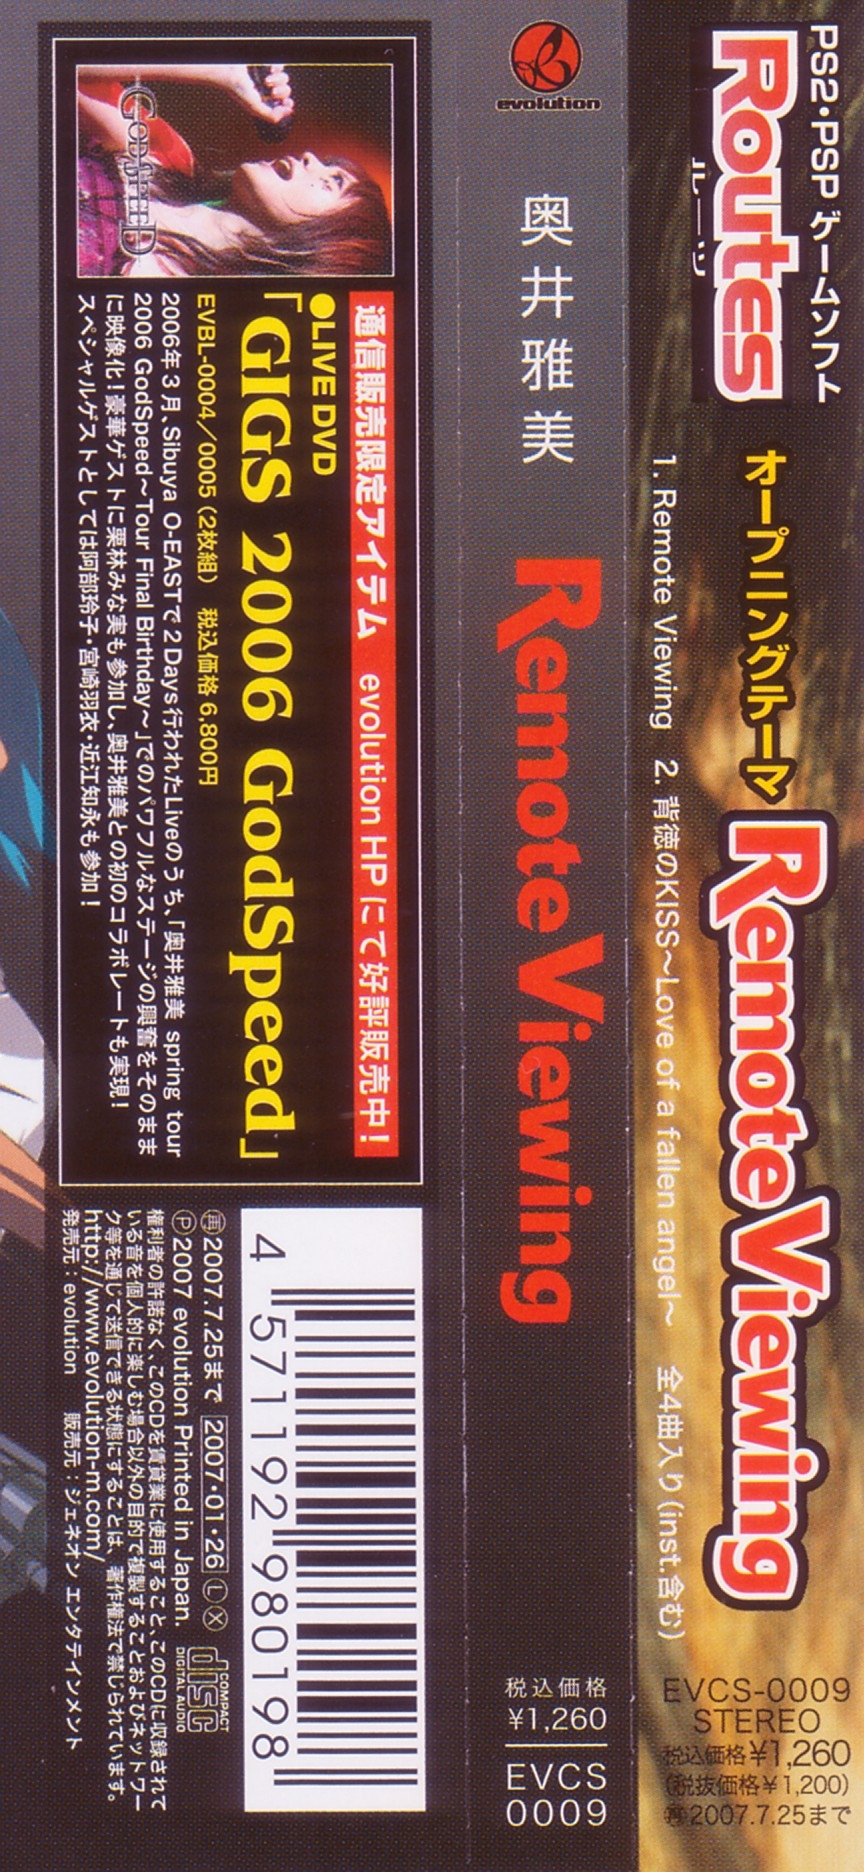 PS2・PSP ゲームソフト
Routes
ルーツ
オープニングテーマ
Remote Viewing
1. Remote Viewing 2. 背徳のKISS～Love of a fallen angel～ 全4曲入り(inst.含む)
EVCS-0009
STEREO
税込価格¥1,260
(税抜価格¥1,200)
㊢2007.7.25まで
evolution
奥井雅美
Remote Viewing
税込価格
¥1,260
EVCS
0009
GODSPEED
通信販売限定アイテム evolution HP にて好評販売中!
●LIVE DVD
「GIGS 2006 GodSpeed」
EVBL-0004／0005(2枚組) 税込価格 6,800円
2006年3月、Sibuya O-EASTで2Days行われたLiveのうち、「奥井雅美 spring tour
2006 GodSpeed～Tour Final Birthday～」でのパワフルなステージの興奮をそのまま
に映像化!豪華ゲストに栗林みな実も参加し、奥井雅美との初のコラボレートも実現!
スペシャルゲストとしては阿部玲子・宮崎羽衣・近江知永も参加!
4 571192 980198
2007.7.25まで 2007・01・26 Ⓛ Ⓧ
Ⓟ2007 evolution Printed in Japan.
COMPACT
disc
DIGITAL AUDIO
権利者の許諾なく、このCDを賃貸業に使用すること、このCDに収録されて
いる音を個人的に楽しむ場合以外の目的で複製することおよびネットワー
ク等を通じて送信できる状態にすることは、著作権法で禁じられています。
http://www.evolution-m.com/
発売元：evolution 販売元：ジェネオン エンタテインメント